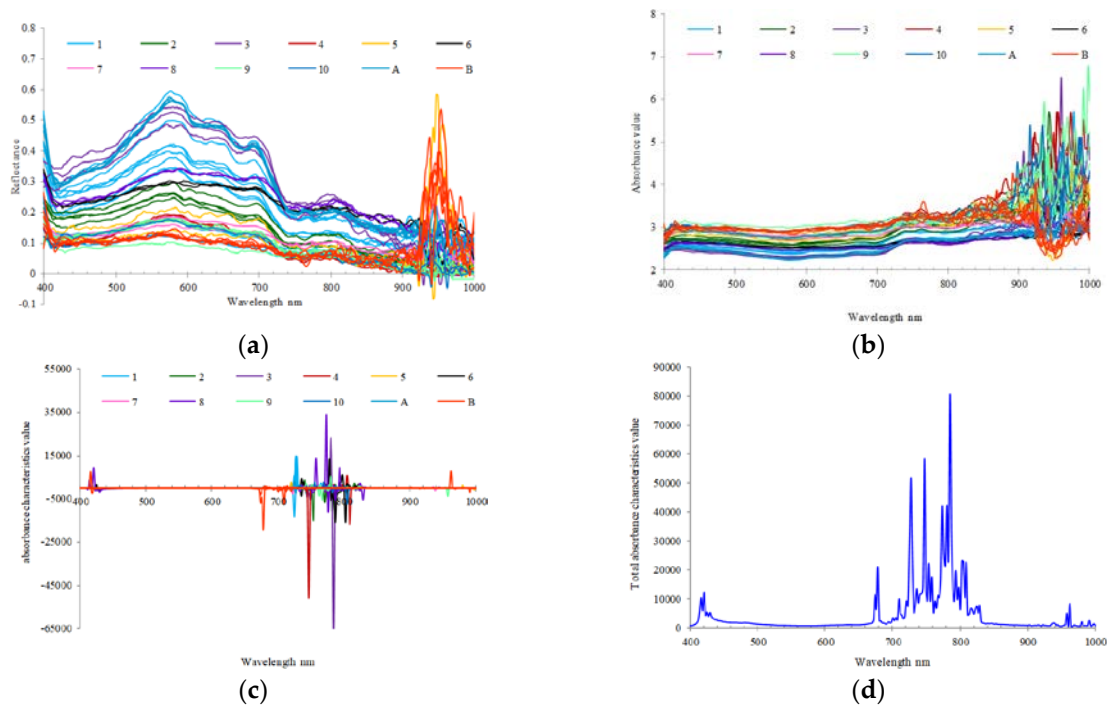 0.8
0.7
0.6
0.5
0.4
0.3
0.2
0.1
0
-0.1
Reflectance
1 2 3 4 5 6
7 8 9 10 A B
400 500 600 700 800 900 1000
Wavelength nm
(a)
8
7
6
5
4
3
2
Absorbance value
1 2 3 4 5 6
7 8 9 10 A B
400 500 600 700 800 900 1000
Wavelength nm
(b)
55000
35000
15000
-5000
-25000
-45000
-65000
absorbance characteristics value
1 2 3 4 5 6
7 8 9 10 A B
400 500 600 700 800 900 1000
Wavelength nm
(c)
90000
80000
70000
60000
50000
40000
30000
20000
10000
0
Total absorbance characteristics value
400 500 600 700 800 900 1000
Wavelength nm
(d)